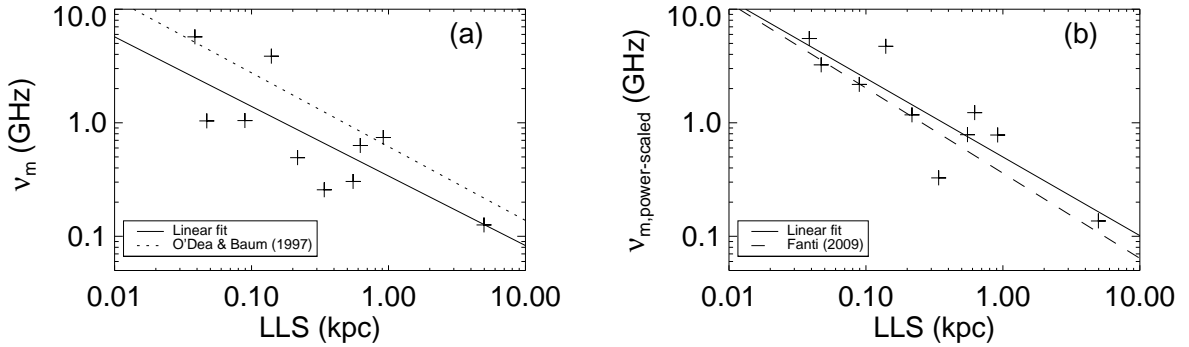 (a)
10.0
1.0
0.1
ν_m (GHz)
Linear fit
O'Dea & Baum (1997)
0.01 0.10 1.00 10.00
LLS (kpc)
(b)
10.0
1.0
0.1
ν_m,power-scaled (GHz)
Linear fit
Fanti (2009)
0.01 0.10 1.00 10.00
LLS (kpc)